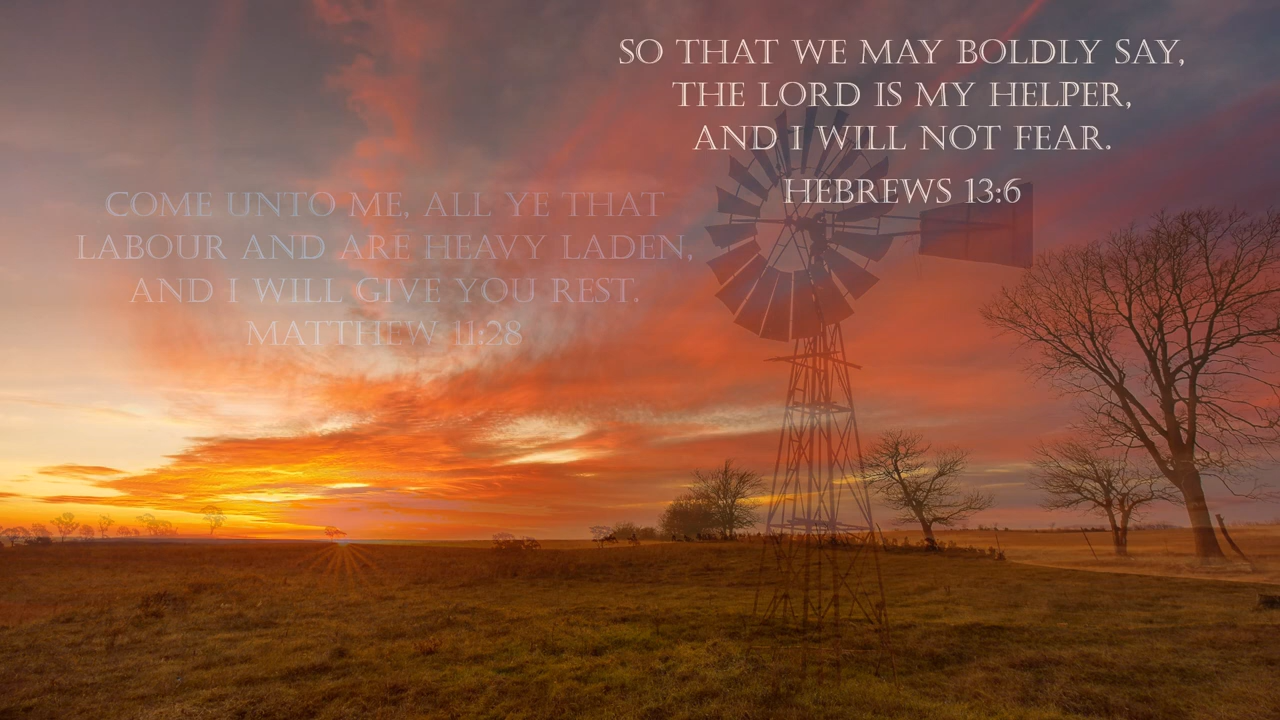 SO THAT WE MAY BOLDLY SAY,
THE LORD IS MY HELPER,
AND I WILL NOT FEAR.
HEBREWS 13:6
COME UNTO ME, ALL YE THAT
LABOUR AND ARE HEAVY LADEN,
AND I WILL GIVE YOU REST.
MATTHEW 11:28